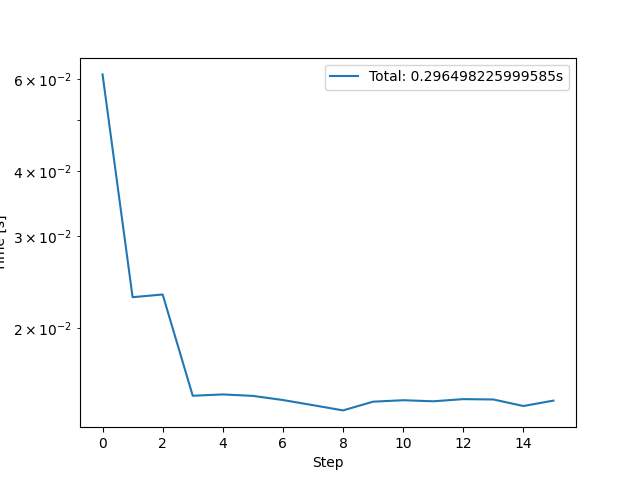 Total: 0.296498225999585s
6 × 10⁻²
4 × 10⁻²
3 × 10⁻²
2 × 10⁻²
Time [s]
0 2 4 6 8 10 12 14
Step